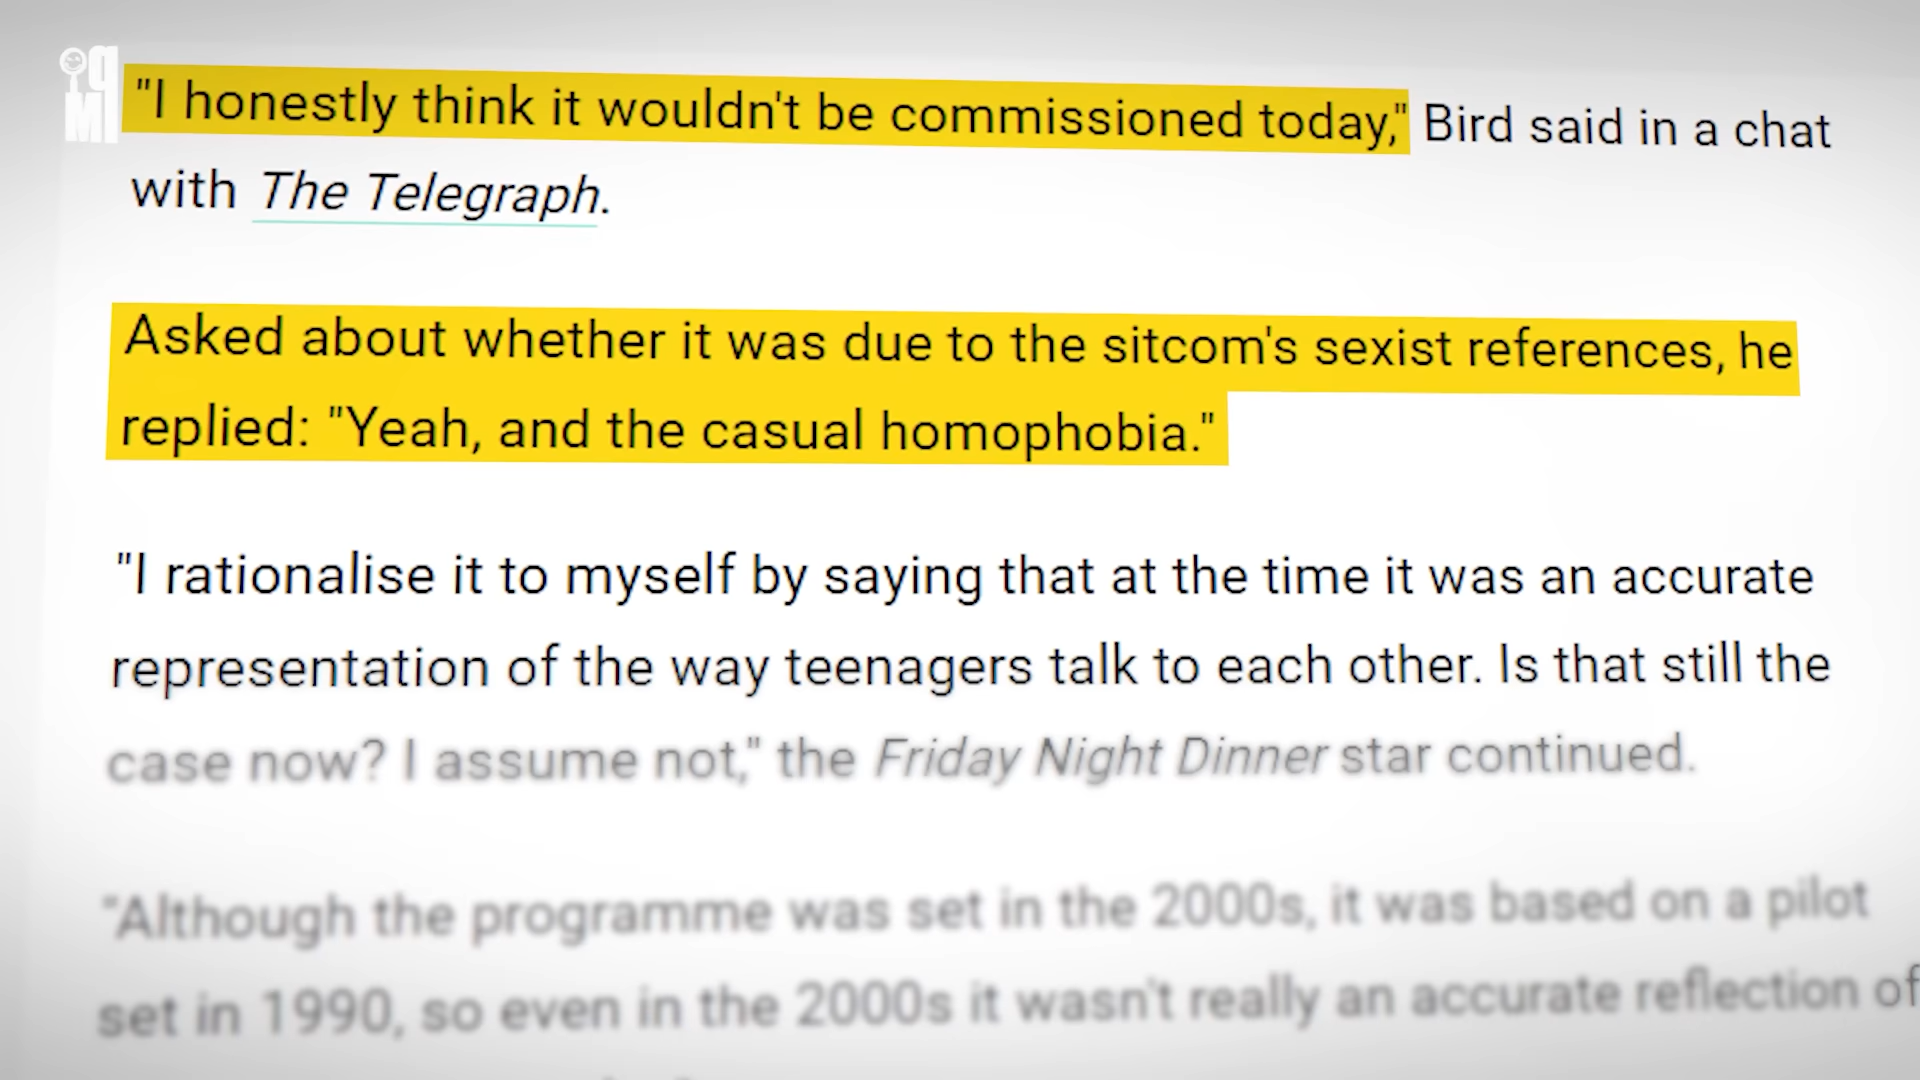 "I honestly think it wouldn't be commissioned today," Bird said in a chat
with The Telegraph.
Asked about whether it was due to the sitcom's sexist references, he
replied: "Yeah, and the casual homophobia."
"I rationalise it to myself by saying that at the time it was an accurate
representation of the way teenagers talk to each other. Is that still the
case now? I assume not," the Friday Night Dinner star continued.
"Although the programme was set in the 2000s, it was based on a pilot
set in 1990, so even in the 2000s it wasn't really an accurate reflection of